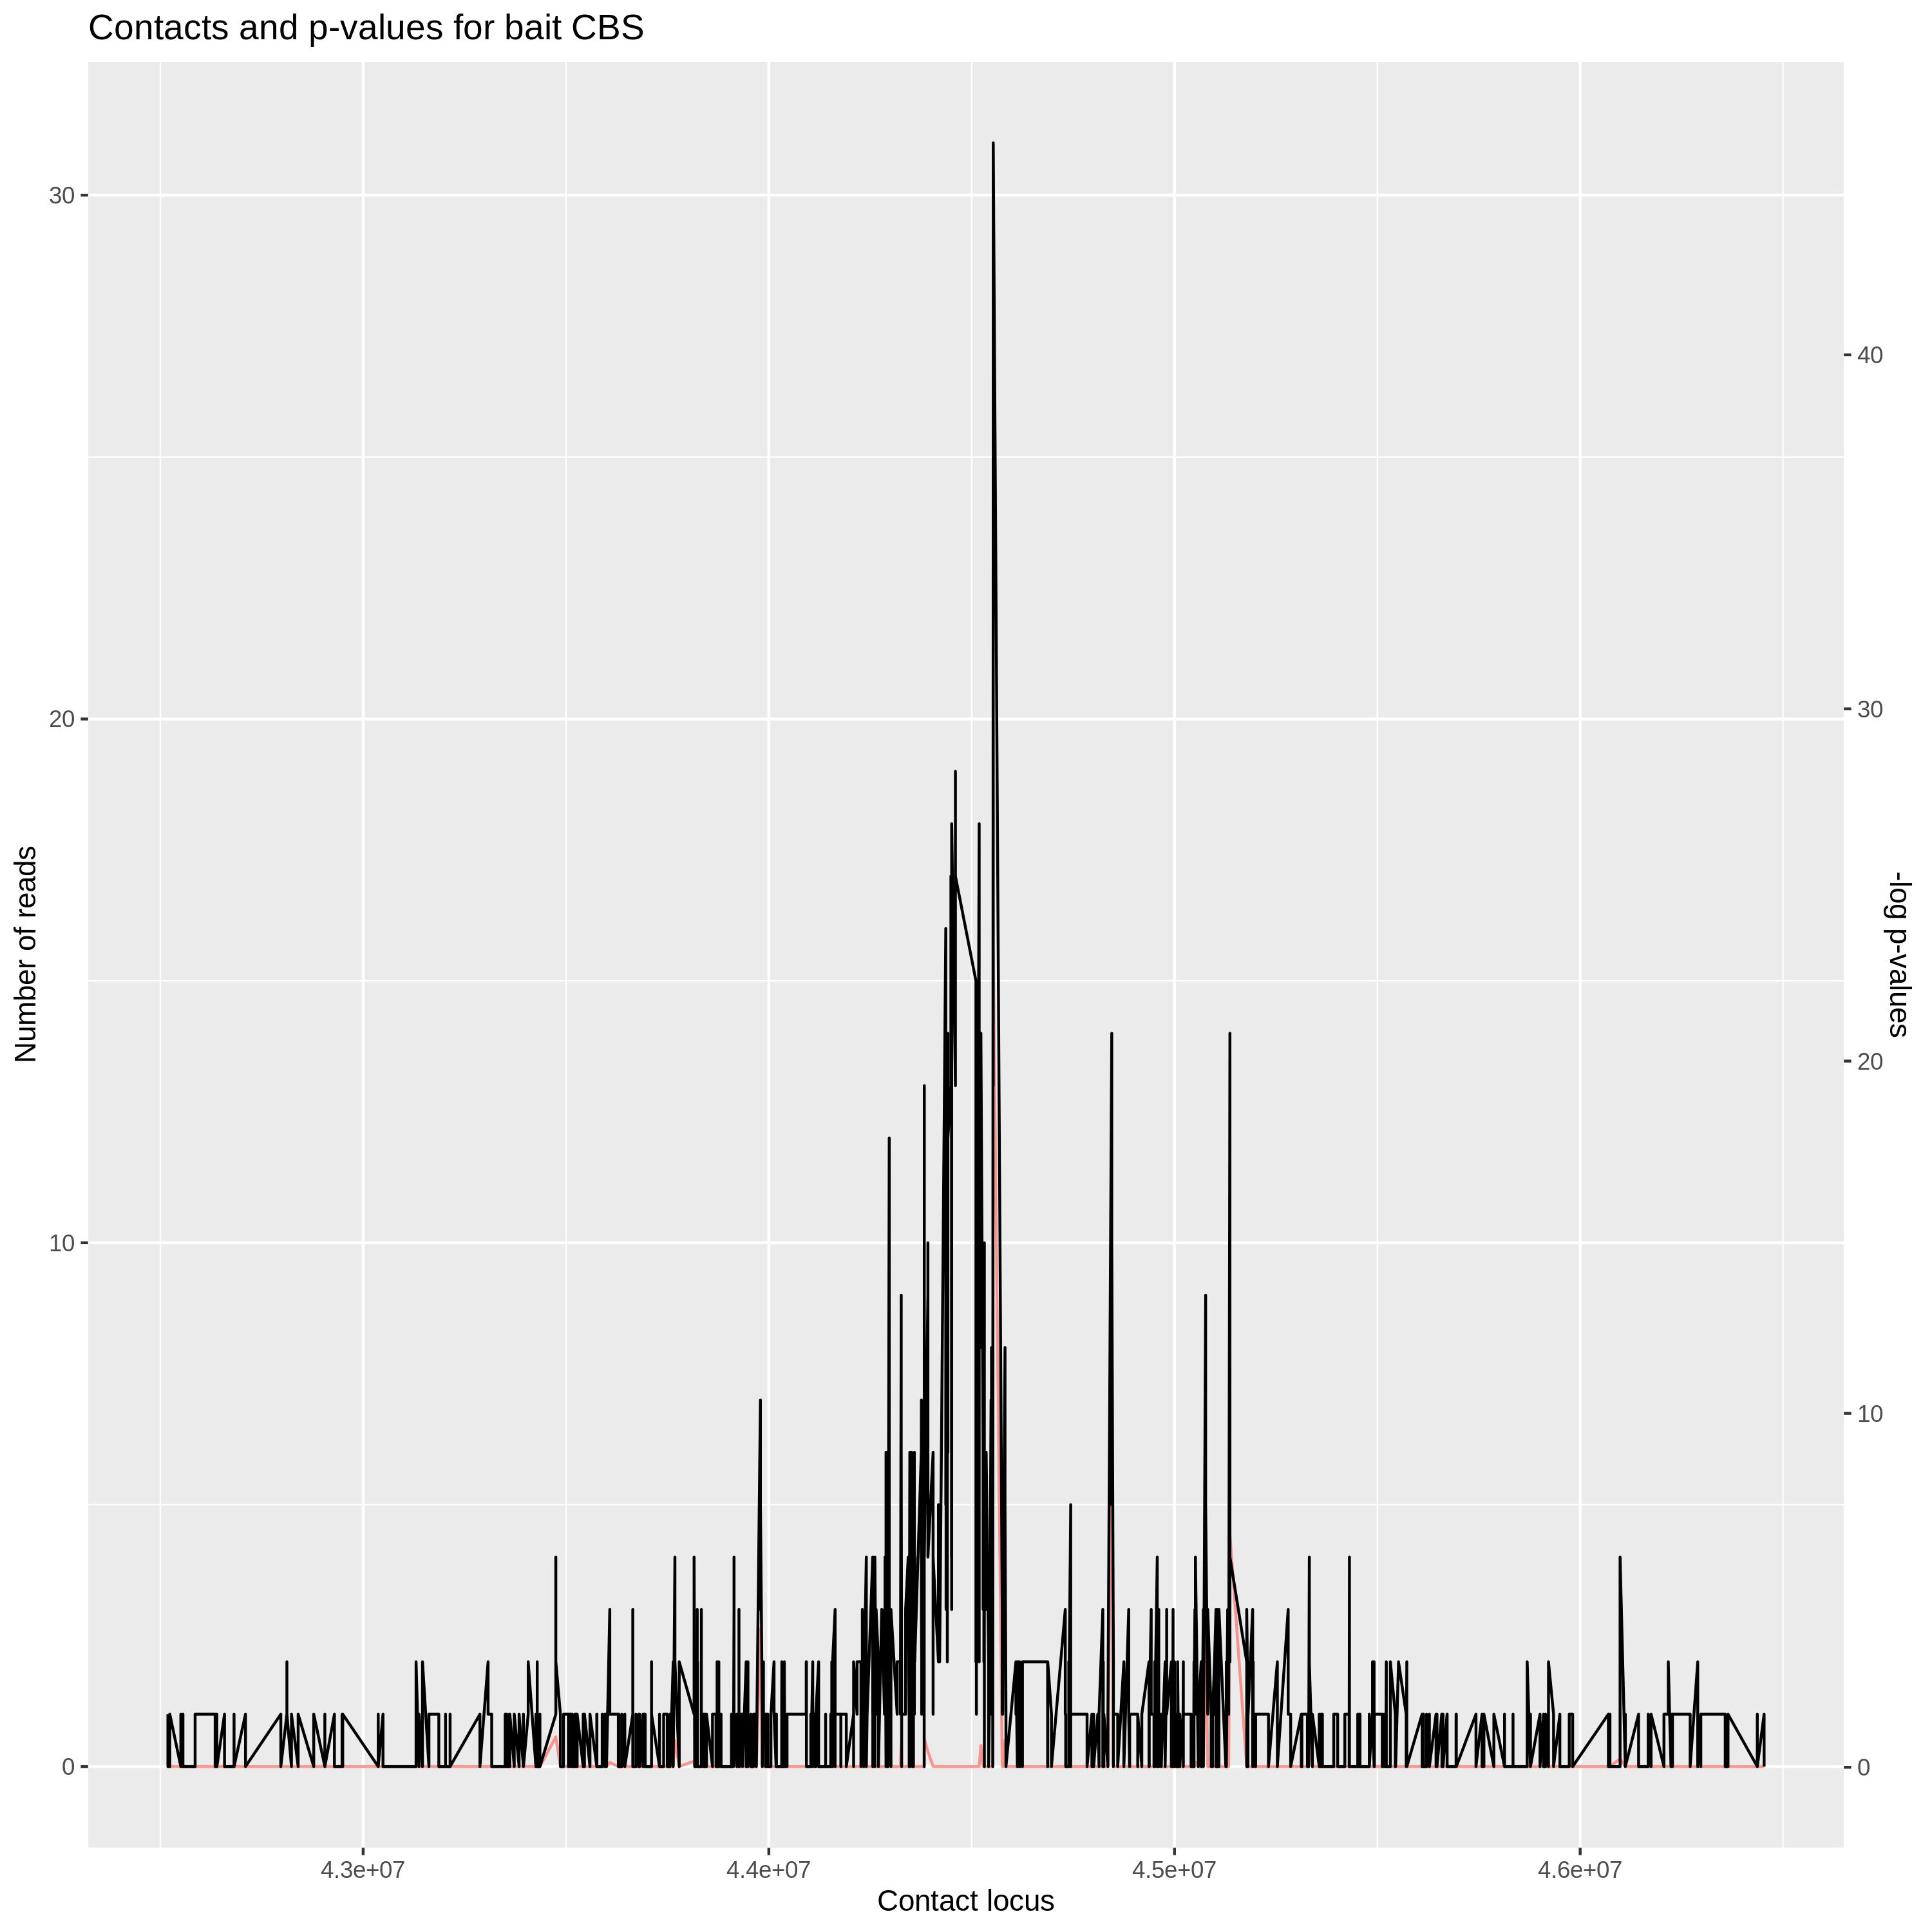 Contacts and p-values for bait CBS
30
20
10
0
Number of reads
40
30
20
10
0
-log p-values
4.3e+07
4.4e+07
4.5e+07
4.6e+07
Contact locus